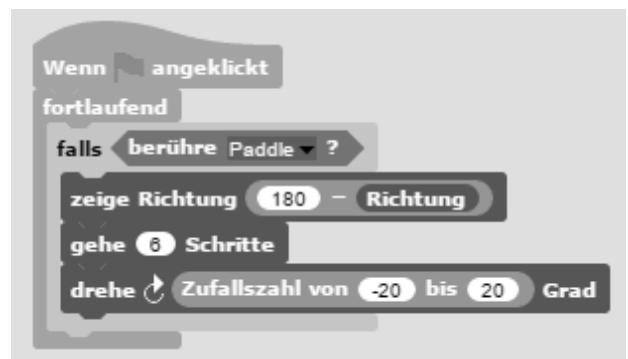 Wenn angeklickt
fortlaufend
falls berühre Paddle ?
zeige Richtung 180 - Richtung
gehe 6 Schritte
drehe Zufallszahl von -20 bis 20 Grad